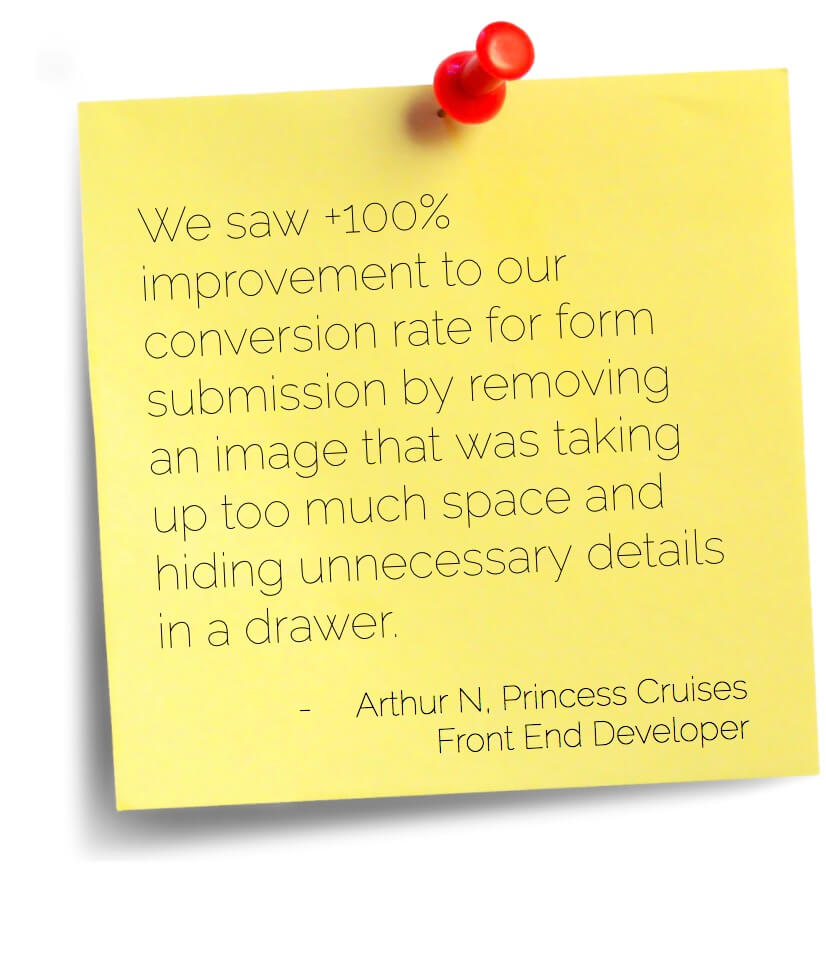 We saw +100%
improvement to our
conversion rate for form
submission by removing
an image that was taking
up too much space and
hiding unnecessary details
in a drawer.
- Arthur N, Princess Cruises
Front End Developer